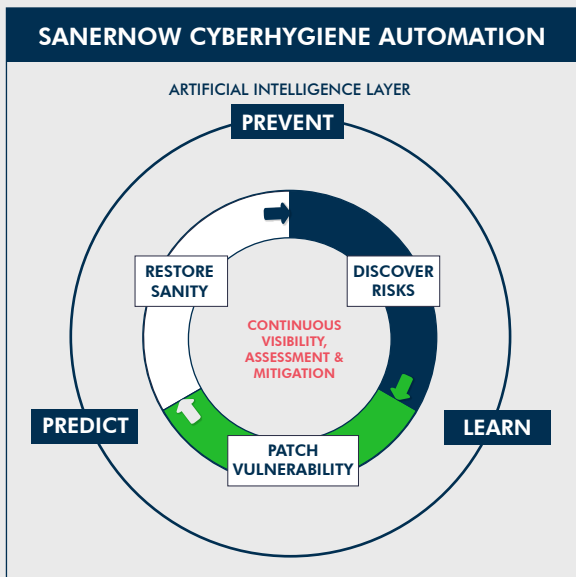 SANERNOW CYBERHYGIENE AUTOMATION
ARTIFICIAL INTELLIGENCE LAYER
PREVENT
RESTORE
SANITY
DISCOVER
RISKS
CONTINUOUS
VISIBILITY,
ASSESSMENT &
MITIGATION
PREDICT
LEARN
PATCH
VULNERABILITY